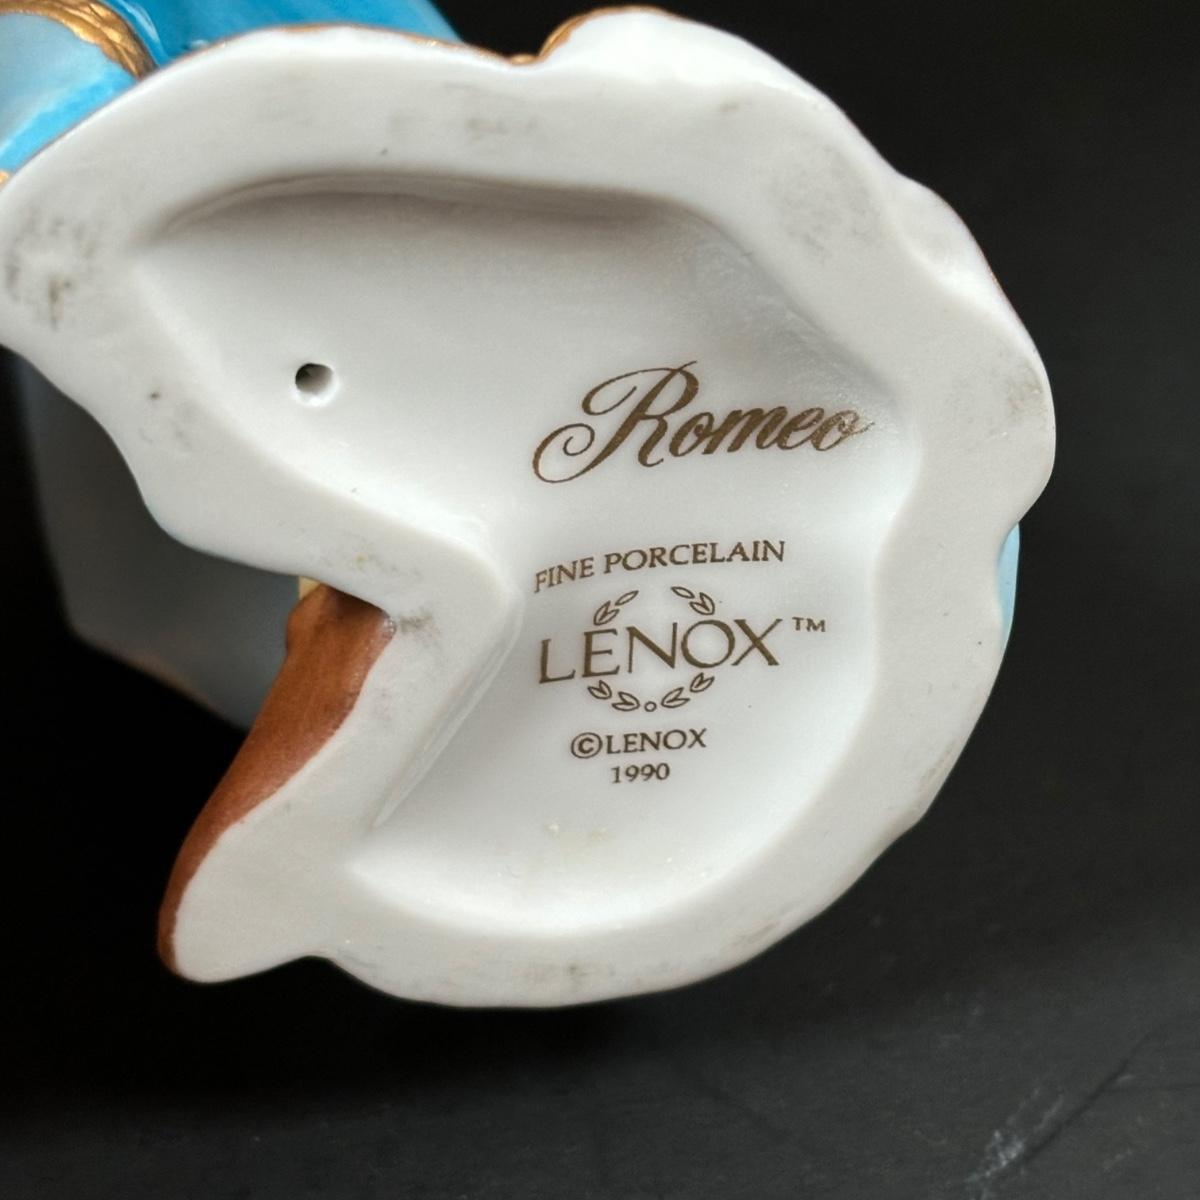 Romeo
FINE PORCELAIN
LENOX™
©LENOX
1990